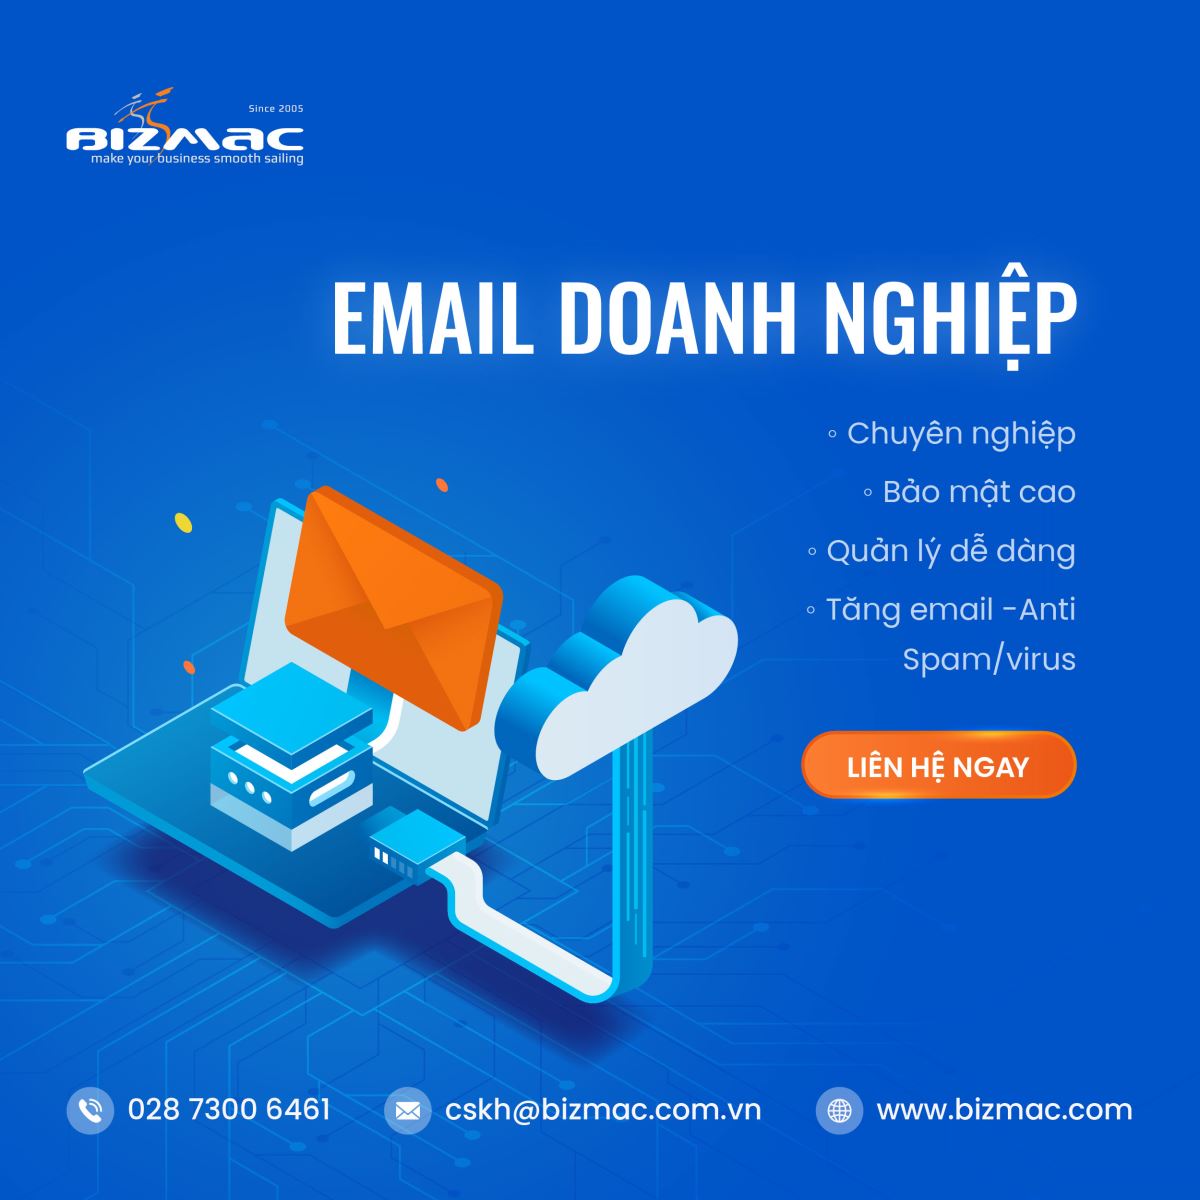 Since 2005
BIZMAC
make your business smooth sailing
EMAIL DOANH NGHIỆP
◦ Chuyên nghiệp
◦ Bảo mật cao
◦ Quản lý dễ dàng
◦ Tăng email -Anti
Spam/virus
LIÊN HỆ NGAY
028 7300 6461
cskh@bizmac.com.vn
www.bizmac.com